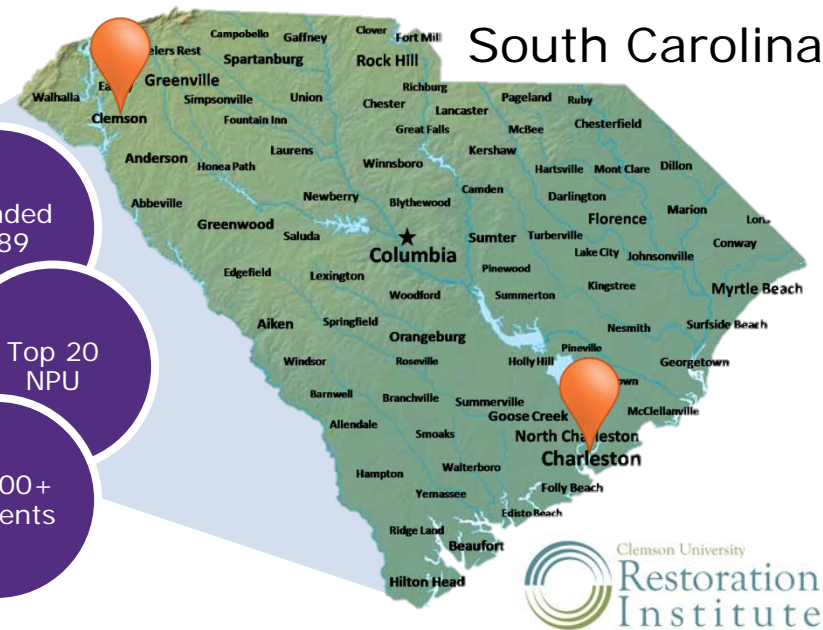 South Carolina
Campobello
Gaffney
Clover
Fort Mill
elers Rest
Spartanburg
Rock Hill
Greenville
Walhalla
Ea
Simpsonville
Union
Richburg
Chester
Lancaster
Pageland
Ruby
Clemson
Fountain Inn
Great Falls
McBee
Chesterfield
Anderson
Honea Path
Laurens
Winnsboro
Kershaw
Hartsville
Mont Clare
Dillon
Abbeville
Newberry
Blythewood
Camden
Darlington
Marion
Lori
Greenwood
Saluda
Columbia
Sumter
Turberville
Florence
Conway
Lake City
Johnsonville
Edgefield
Lexington
Pinewood
Kingstree
Myrtle Beach
Woodford
Summerton
Aiken
Springfield
Orangeburg
Nesmith
Surfside Beach
Windsor
Roseville
Holly Hill
Pineville
Georgetown
own
Barnwell
Branchville
Summerville
Goose Creek
McClellanville
Allendale
Smoaks
North Charleston
Charleston
Hampton
Walterboro
Folly Beach
Yemassee
Edisto Beach
Ridge Land
Beaufort
Hilton Head
nded
89
Top 20
NPU
00+
ents
Clemson University
Restoration
Institute